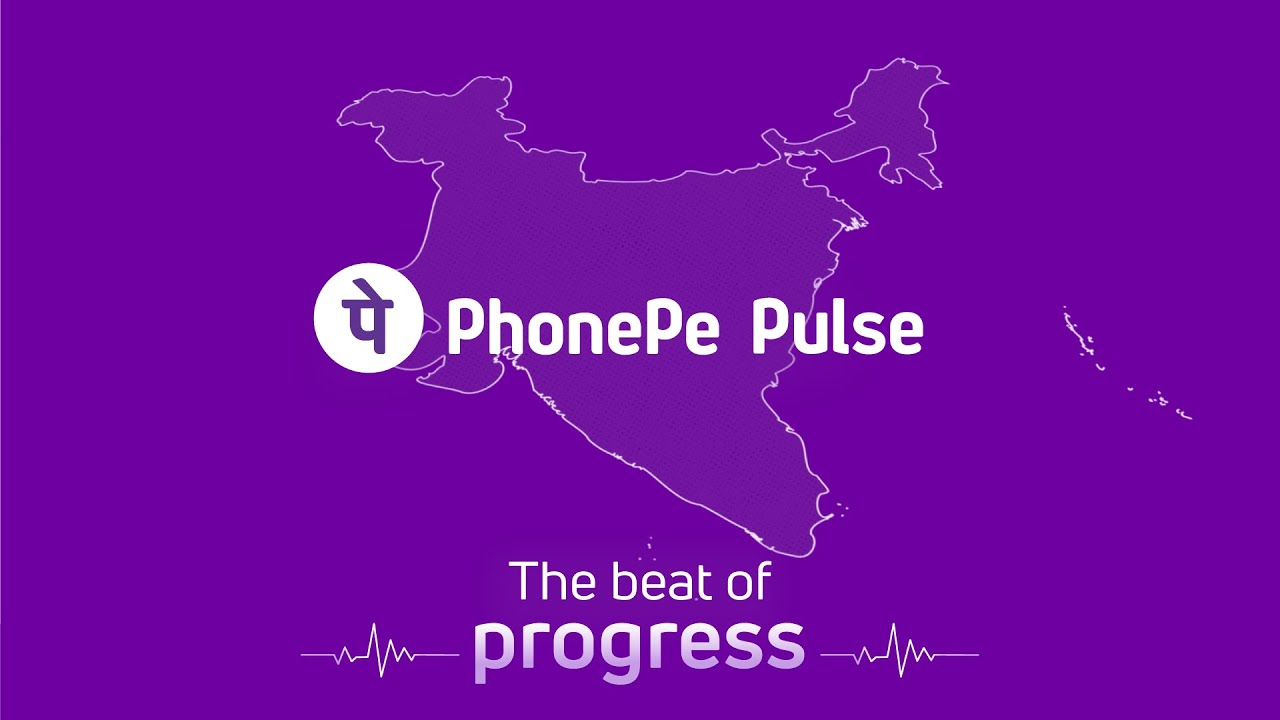 पे PhonePe Pulse
The beat of
progress